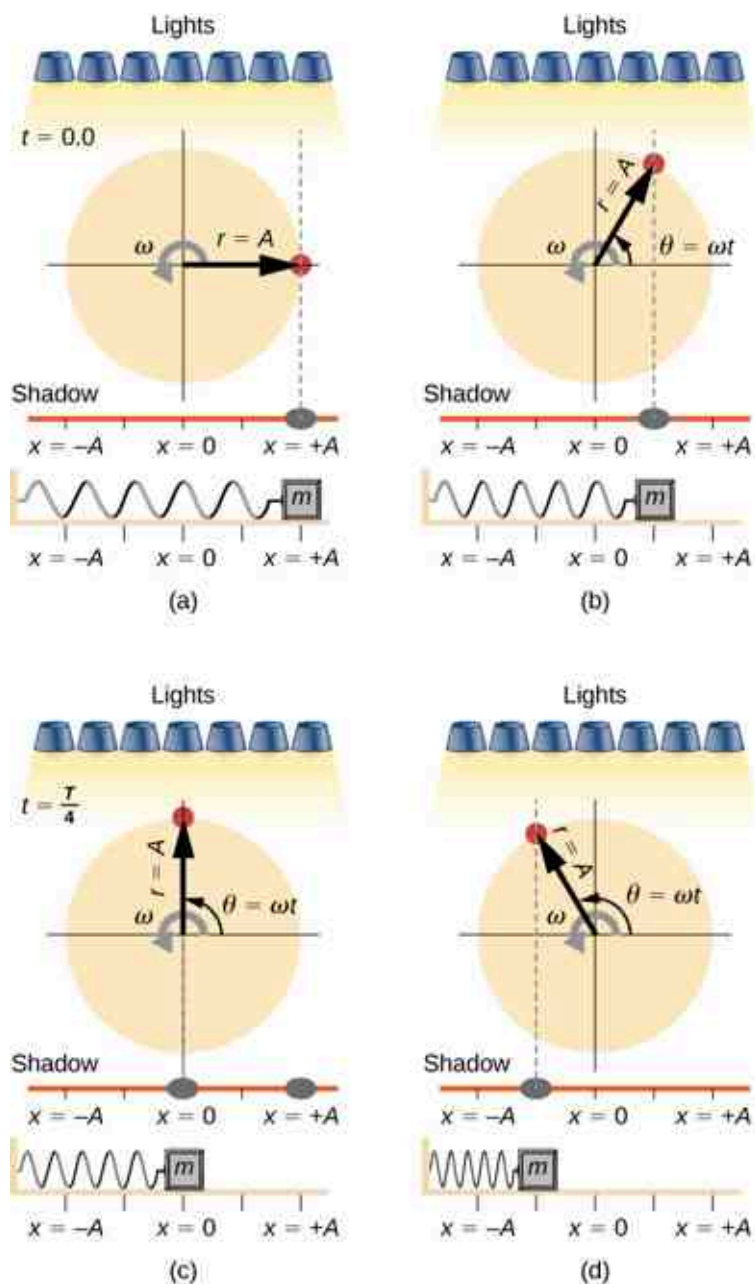 Lights
t = 0.0
ω
r = A
Shadow
x = –A x = 0 x = +A
m
x = –A x = 0 x = +A
(a)
Lights
r = A
ω
θ = ωt
Shadow
x = –A x = 0 x = +A
m
x = –A x = 0 x = +A
(b)
Lights
t = T/4
r = A
ω
θ = ωt
Shadow
x = –A x = 0 x = +A
m
x = –A x = 0 x = +A
(c)
Lights
r = A
ω
θ = ωt
Shadow
x = –A x = 0 x = +A
m
x = –A x = 0 x = +A
(d)